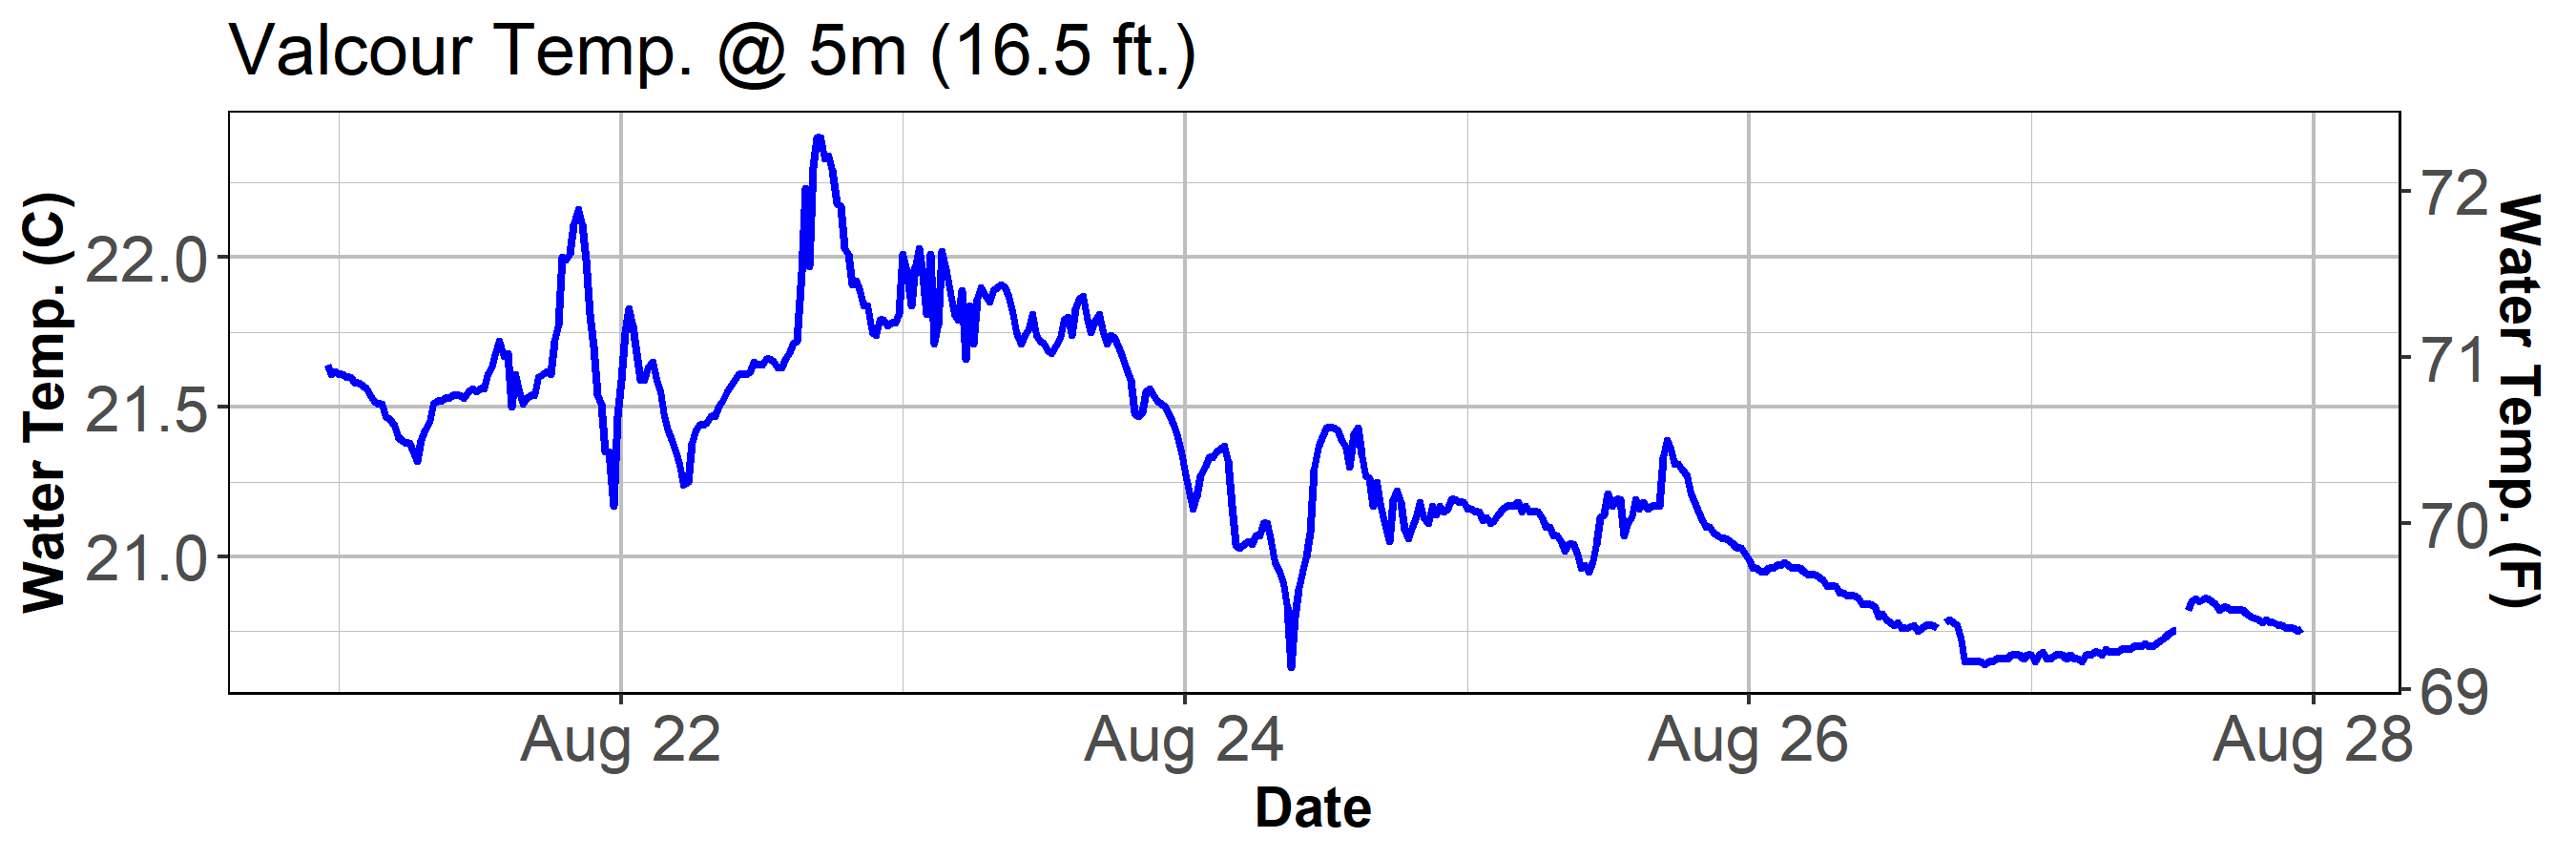 Valcour Temp. @ 5m (16.5 ft.)
Water Temp. (C)
22.0
21.5
21.0
72
71
70
69
Water Temp. (F)
Aug 22
Aug 24
Aug 26
Aug 28
Date